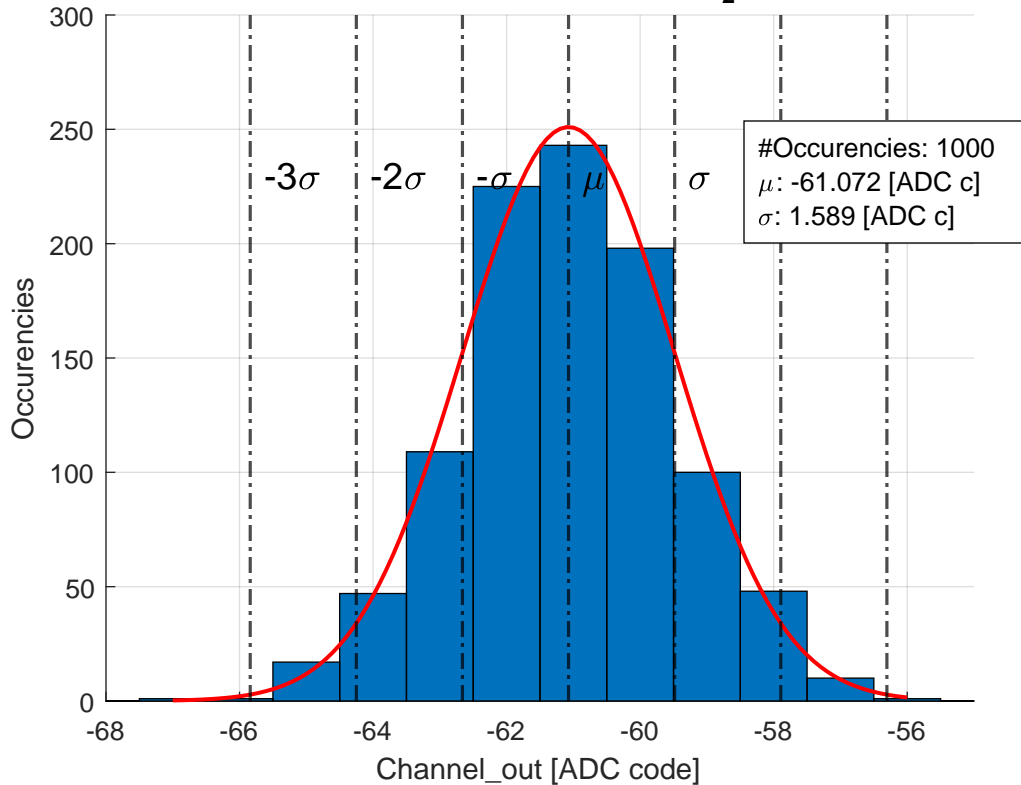 2
300
250
200
150
100
50
0
Occurencies
-3σ
-2σ
-σ
μ
σ
#Occurencies: 1000
μ: -61.072 [ADC c]
σ: 1.589 [ADC c]
-68
-66
-64
-62
-60
-58
-56
Channel_out [ADC code]